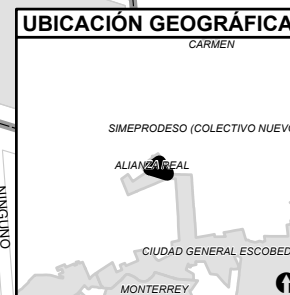 UBICACIÓN GEOGRÁFICA
CARMEN
SIMEPRODESO (COLECTIVO NUEVO
ALIANZA REAL
NINGUNO
CIUDAD GENERAL ESCOBED
MONTERREY